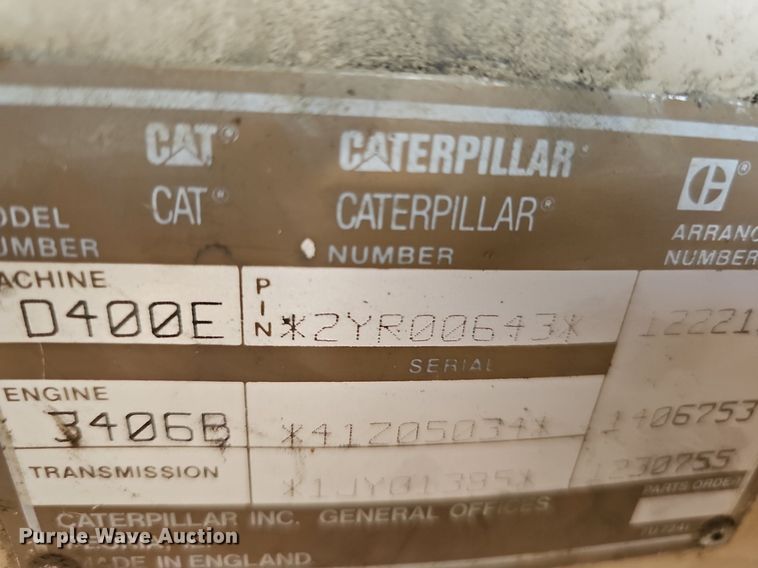 CAT® CATERPILLAR®
CAT® CATERPILLAR®
ODEL
UMBER NUMBER ARRANG
NUMBER
ACHINE
D400E PIN *2YR00643* 12221
SERIAL
ENGINE
3406B *41Z05034* 1406753
TRANSMISSION *1JY01385* 1230755
PARTS ORDER
CATERPILLAR INC. GENERAL OFFICES
MADE IN ENGLAND
Purple Wave Auction